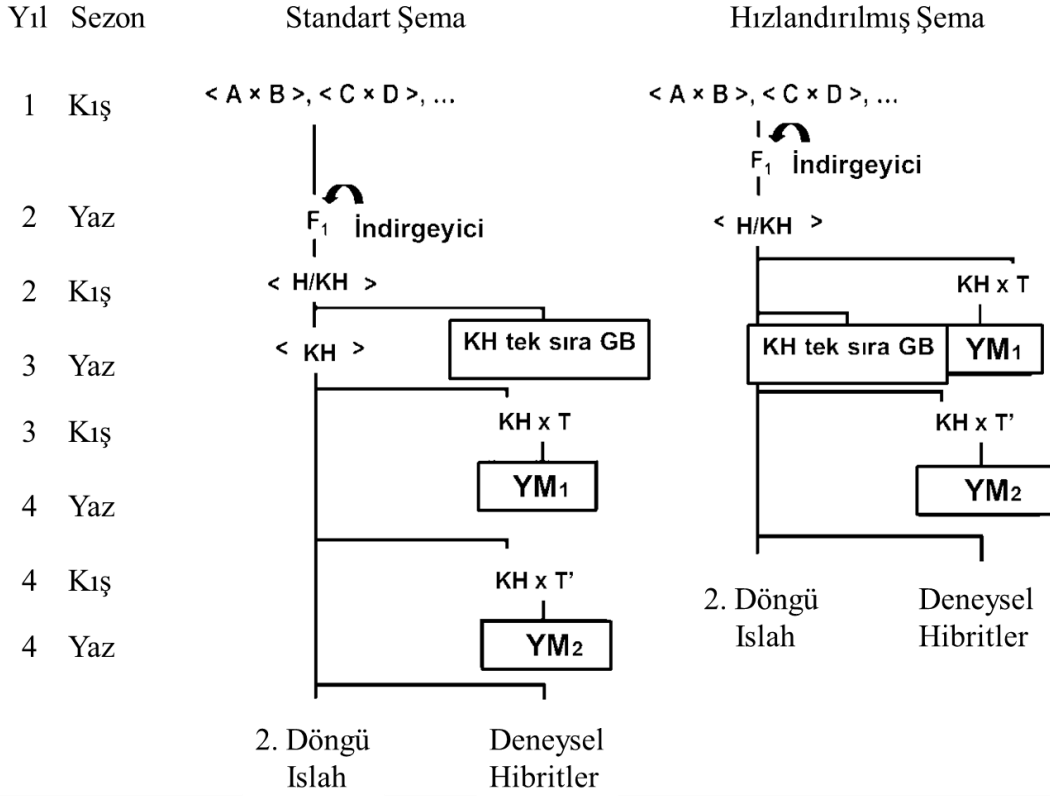 Yıl Sezon Standart Şema Hızlandırılmış Şema
1 Kış < A × B >, < C × D >, ... < A × B >, < C × D >, ...
F₁ İndirgeyici
2 Yaz F₁ İndirgeyici < H/KH >
2 Kış < H/KH > KH x T
3 Yaz < KH > KH tek sıra GB KH tek sıra GB YM₁
3 Kış KH x T KH x T'
4 Yaz YM₁ YM₂
4 Kış KH x T' 2. Döngü Deneysel
Islah Hibritler
4 Yaz YM₂
2. Döngü Deneysel
Islah Hibritler